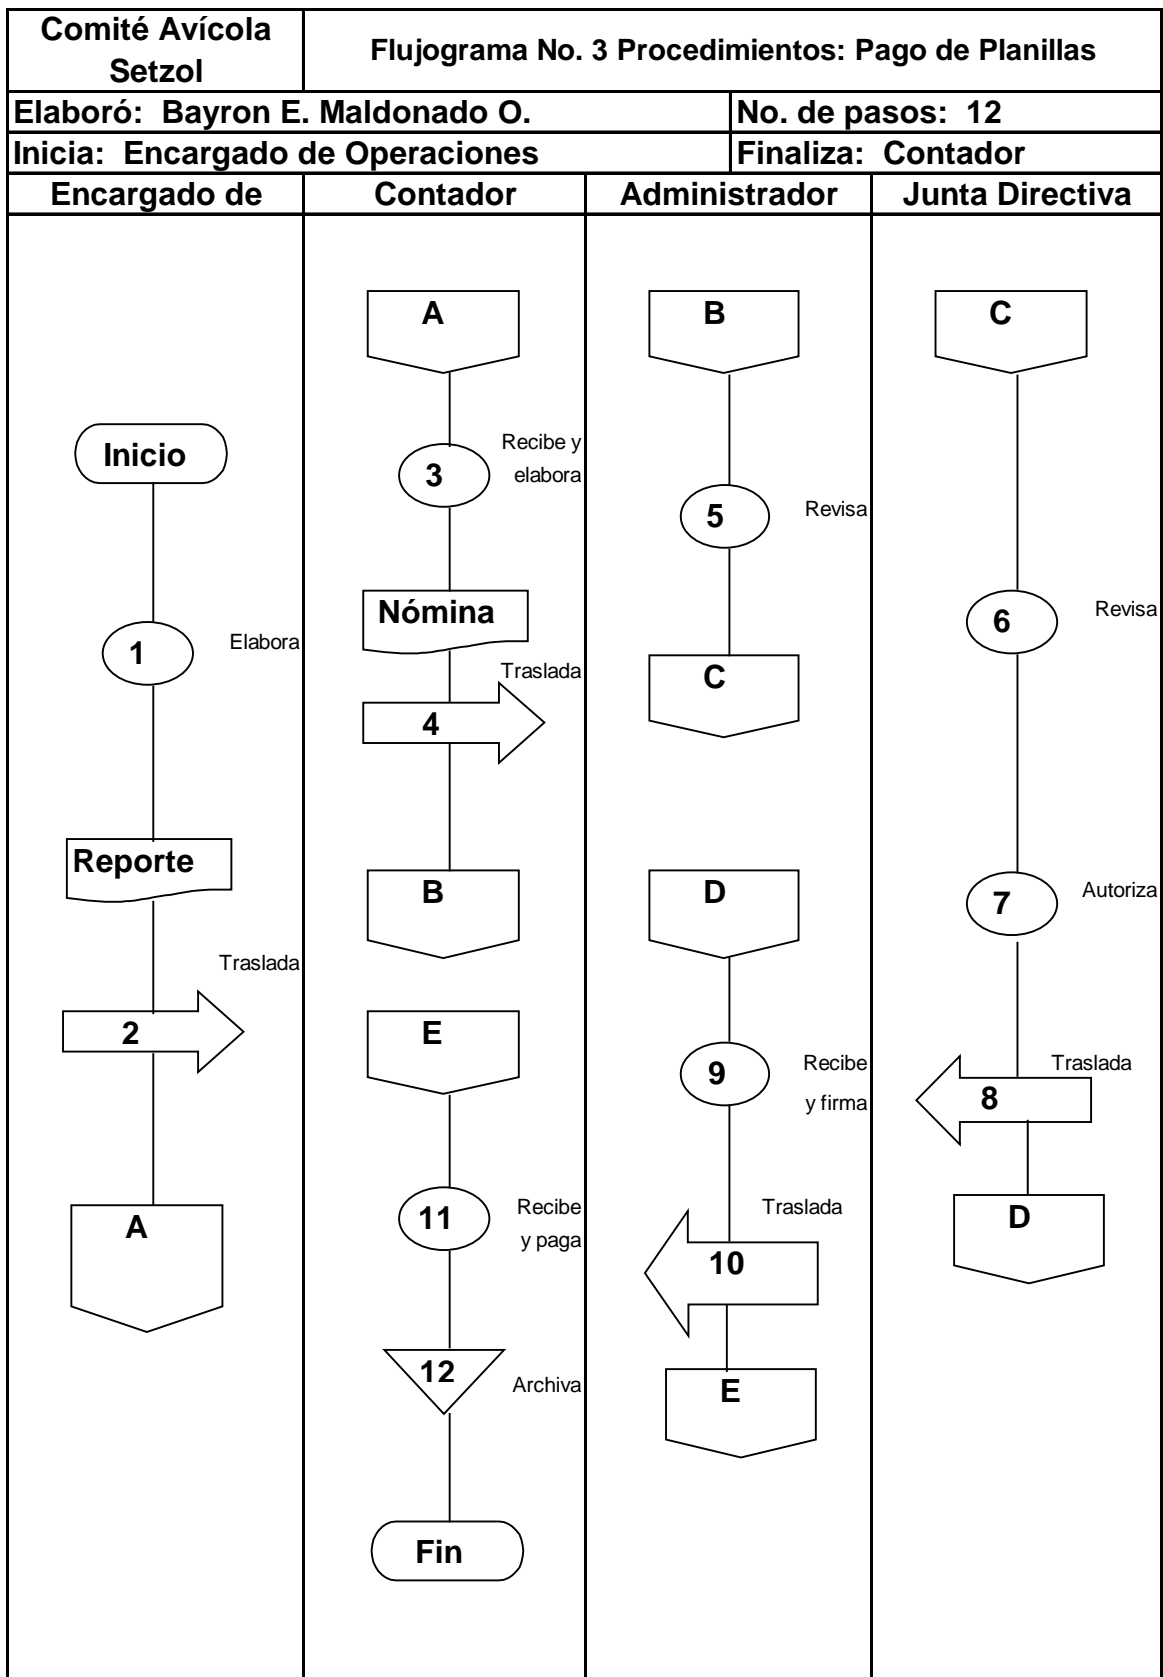 Comité Avícola
Setzol
Flujograma No. 3 Procedimientos: Pago de Planillas
Elaboró: Bayron E. Maldonado O.
No. de pasos: 12
Inicia: Encargado de Operaciones
Finaliza: Contador
Encargado de
Contador
Administrador
Junta Directiva
Inicio
1
Elabora
Reporte
Traslada
2
A
A
Recibe y
elabora
3
Nómina
Traslada
4
B
E
Recibe
y paga
11
12
Archiva
Fin
B
5
Revisa
C
D
9
Recibe
y firma
Traslada
10
E
C
6
Revisa
7
Autoriza
Traslada
8
D